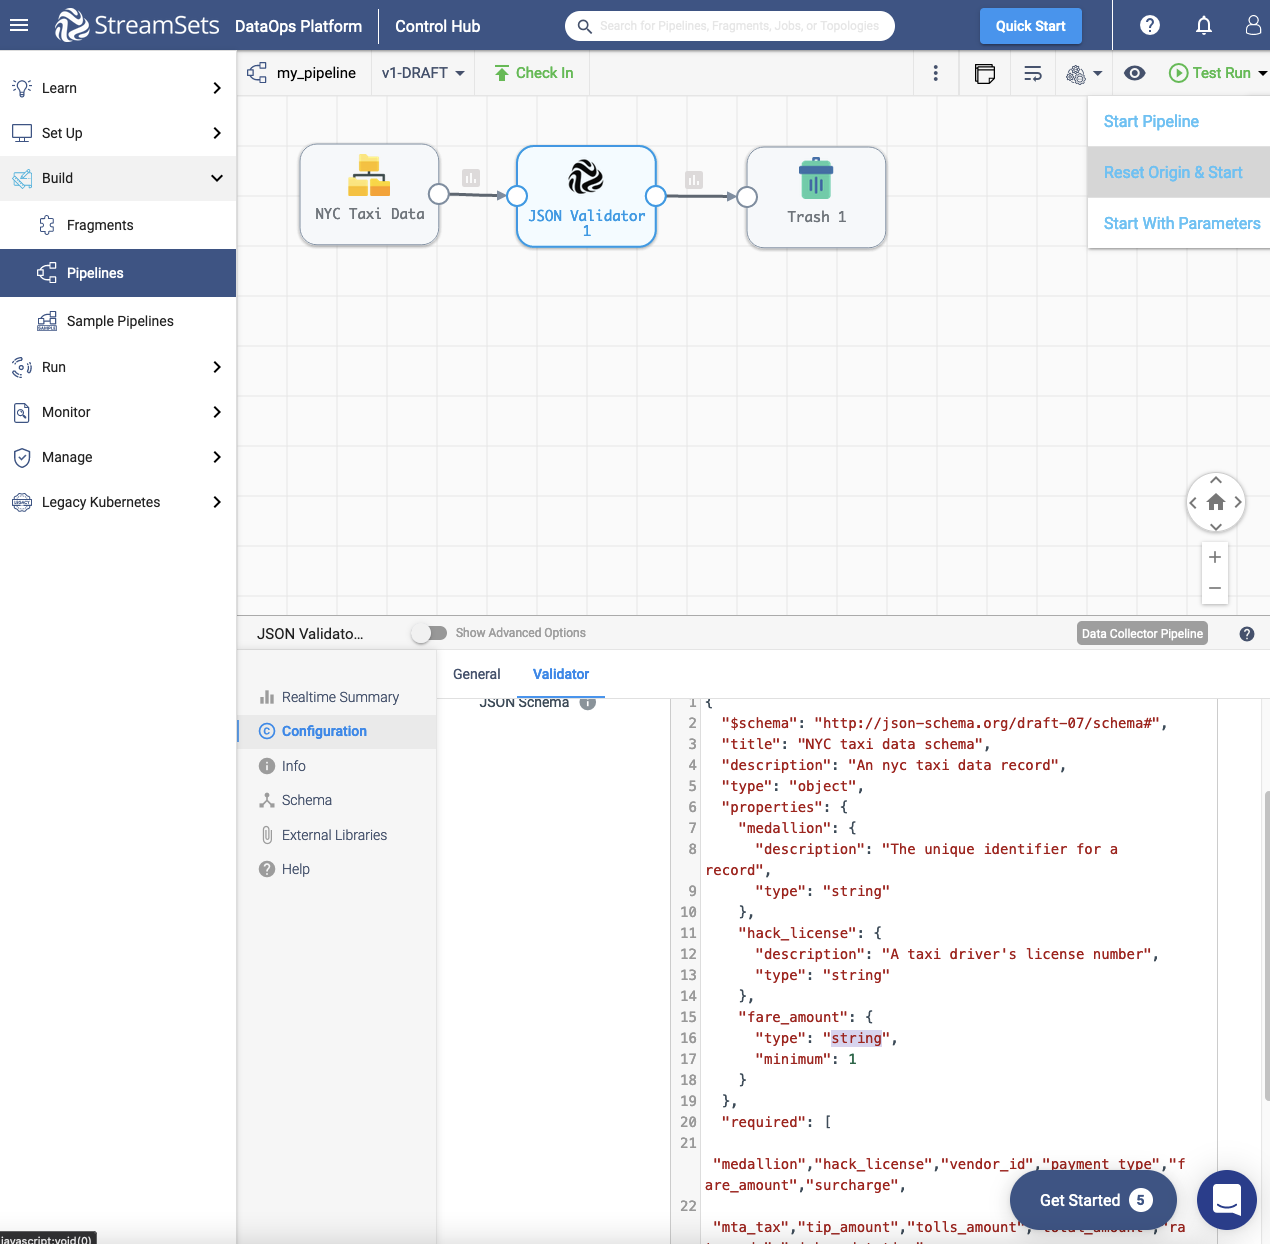 StreamSets DataOps Platform Control Hub
Search for Pipelines, Fragments, Jobs, or Topologies
Quick Start
Learn
Set Up
Build
Fragments
Pipelines
Sample Pipelines
Run
Monitor
Manage
Legacy Kubernetes
my_pipeline
v1-DRAFT
Check In
Test Run
Start Pipeline
Reset Origin & Start
Start With Parameters
NYC Taxi Data
JSON Validator
1
Trash 1
JSON Validato...
Show Advanced Options
Data Collector Pipeline
Realtime Summary
Configuration
Info
Schema
External Libraries
Help
General
Validator
JSON Schema
1 {
2 "$schema": "http://json-schema.org/draft-07/schema#",
3 "title": "NYC taxi data schema",
4 "description": "An nyc taxi data record",
5 "type": "object",
6 "properties": {
7 "medallion": {
8 "description": "The unique identifier for a
record",
9 "type": "string"
10 },
11 "hack_license": {
12 "description": "A taxi driver's license number",
13 "type": "string"
14 },
15 "fare_amount": {
16 "type": "string",
17 "minimum": 1
18 }
19 },
20 "required": [
21
"medallion","hack_license","vendor_id","payment_type","f
are_amount","surcharge",
22
"mta_tax","tip_amount","tolls_amount","total_amount","ra
Get Started 5
javascript:void(0)